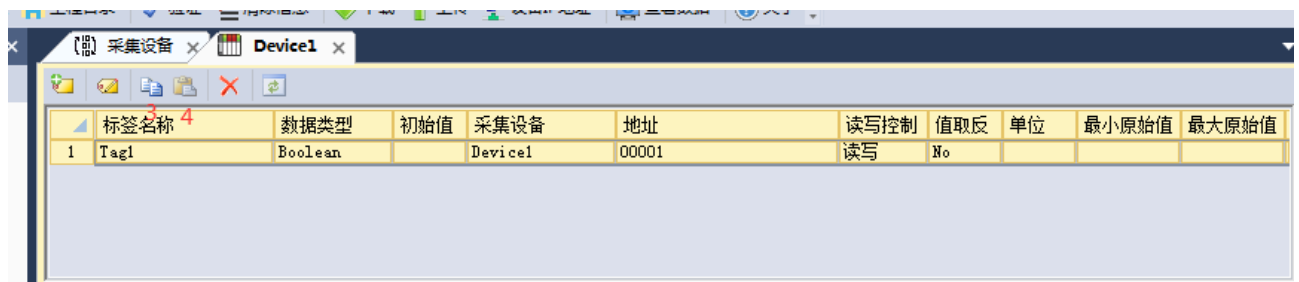 采集设备 Device1
3 4
标签名称 数据类型 初始值 采集设备 地址 读写控制 值取反 单位 最小原始值 最大原始值
1 Tag1 Boolean Device1 00001 读写 No